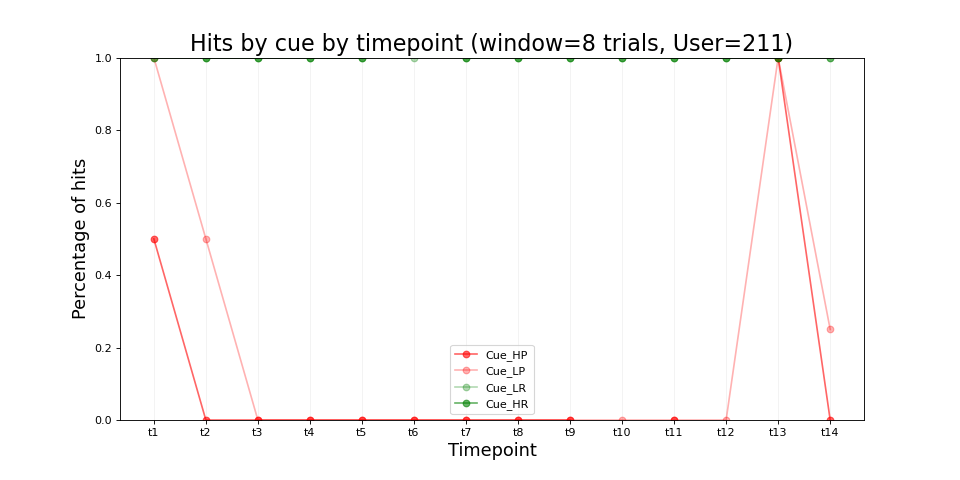 Hits by cue by timepoint (window=8 trials, User=211)
Percentage of hits
1.0
0.8
0.6
0.4
0.2
0.0
Cue_HP
Cue_LP
Cue_LR
Cue_HR
t1 t2 t3 t4 t5 t6 t7 t8 t9 t10 t11 t12 t13 t14
Timepoint